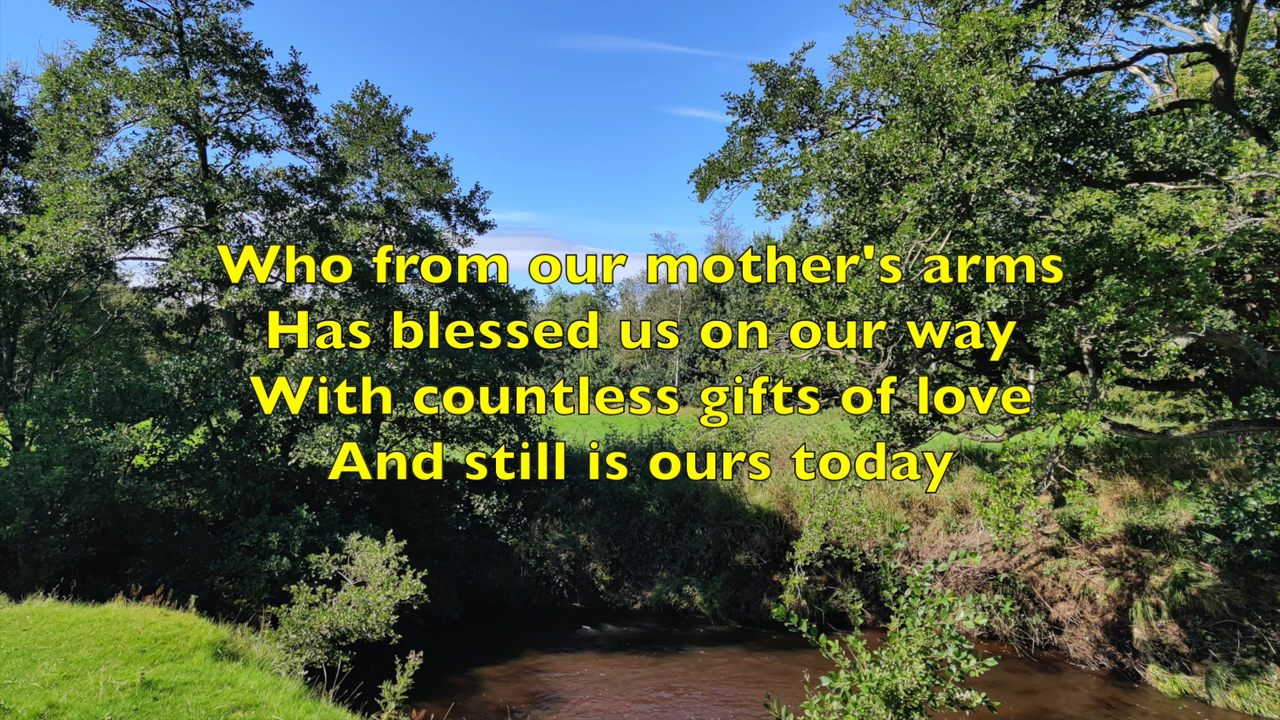 Who from our mother's arms
Has blessed us on our way
With countless gifts of love
And still is ours today